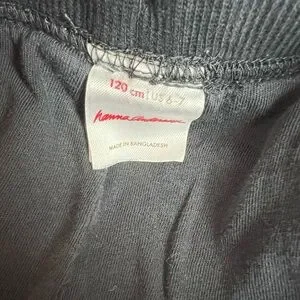 120 cm | US 6-7
hanna andersson
MADE IN BANGLADESH